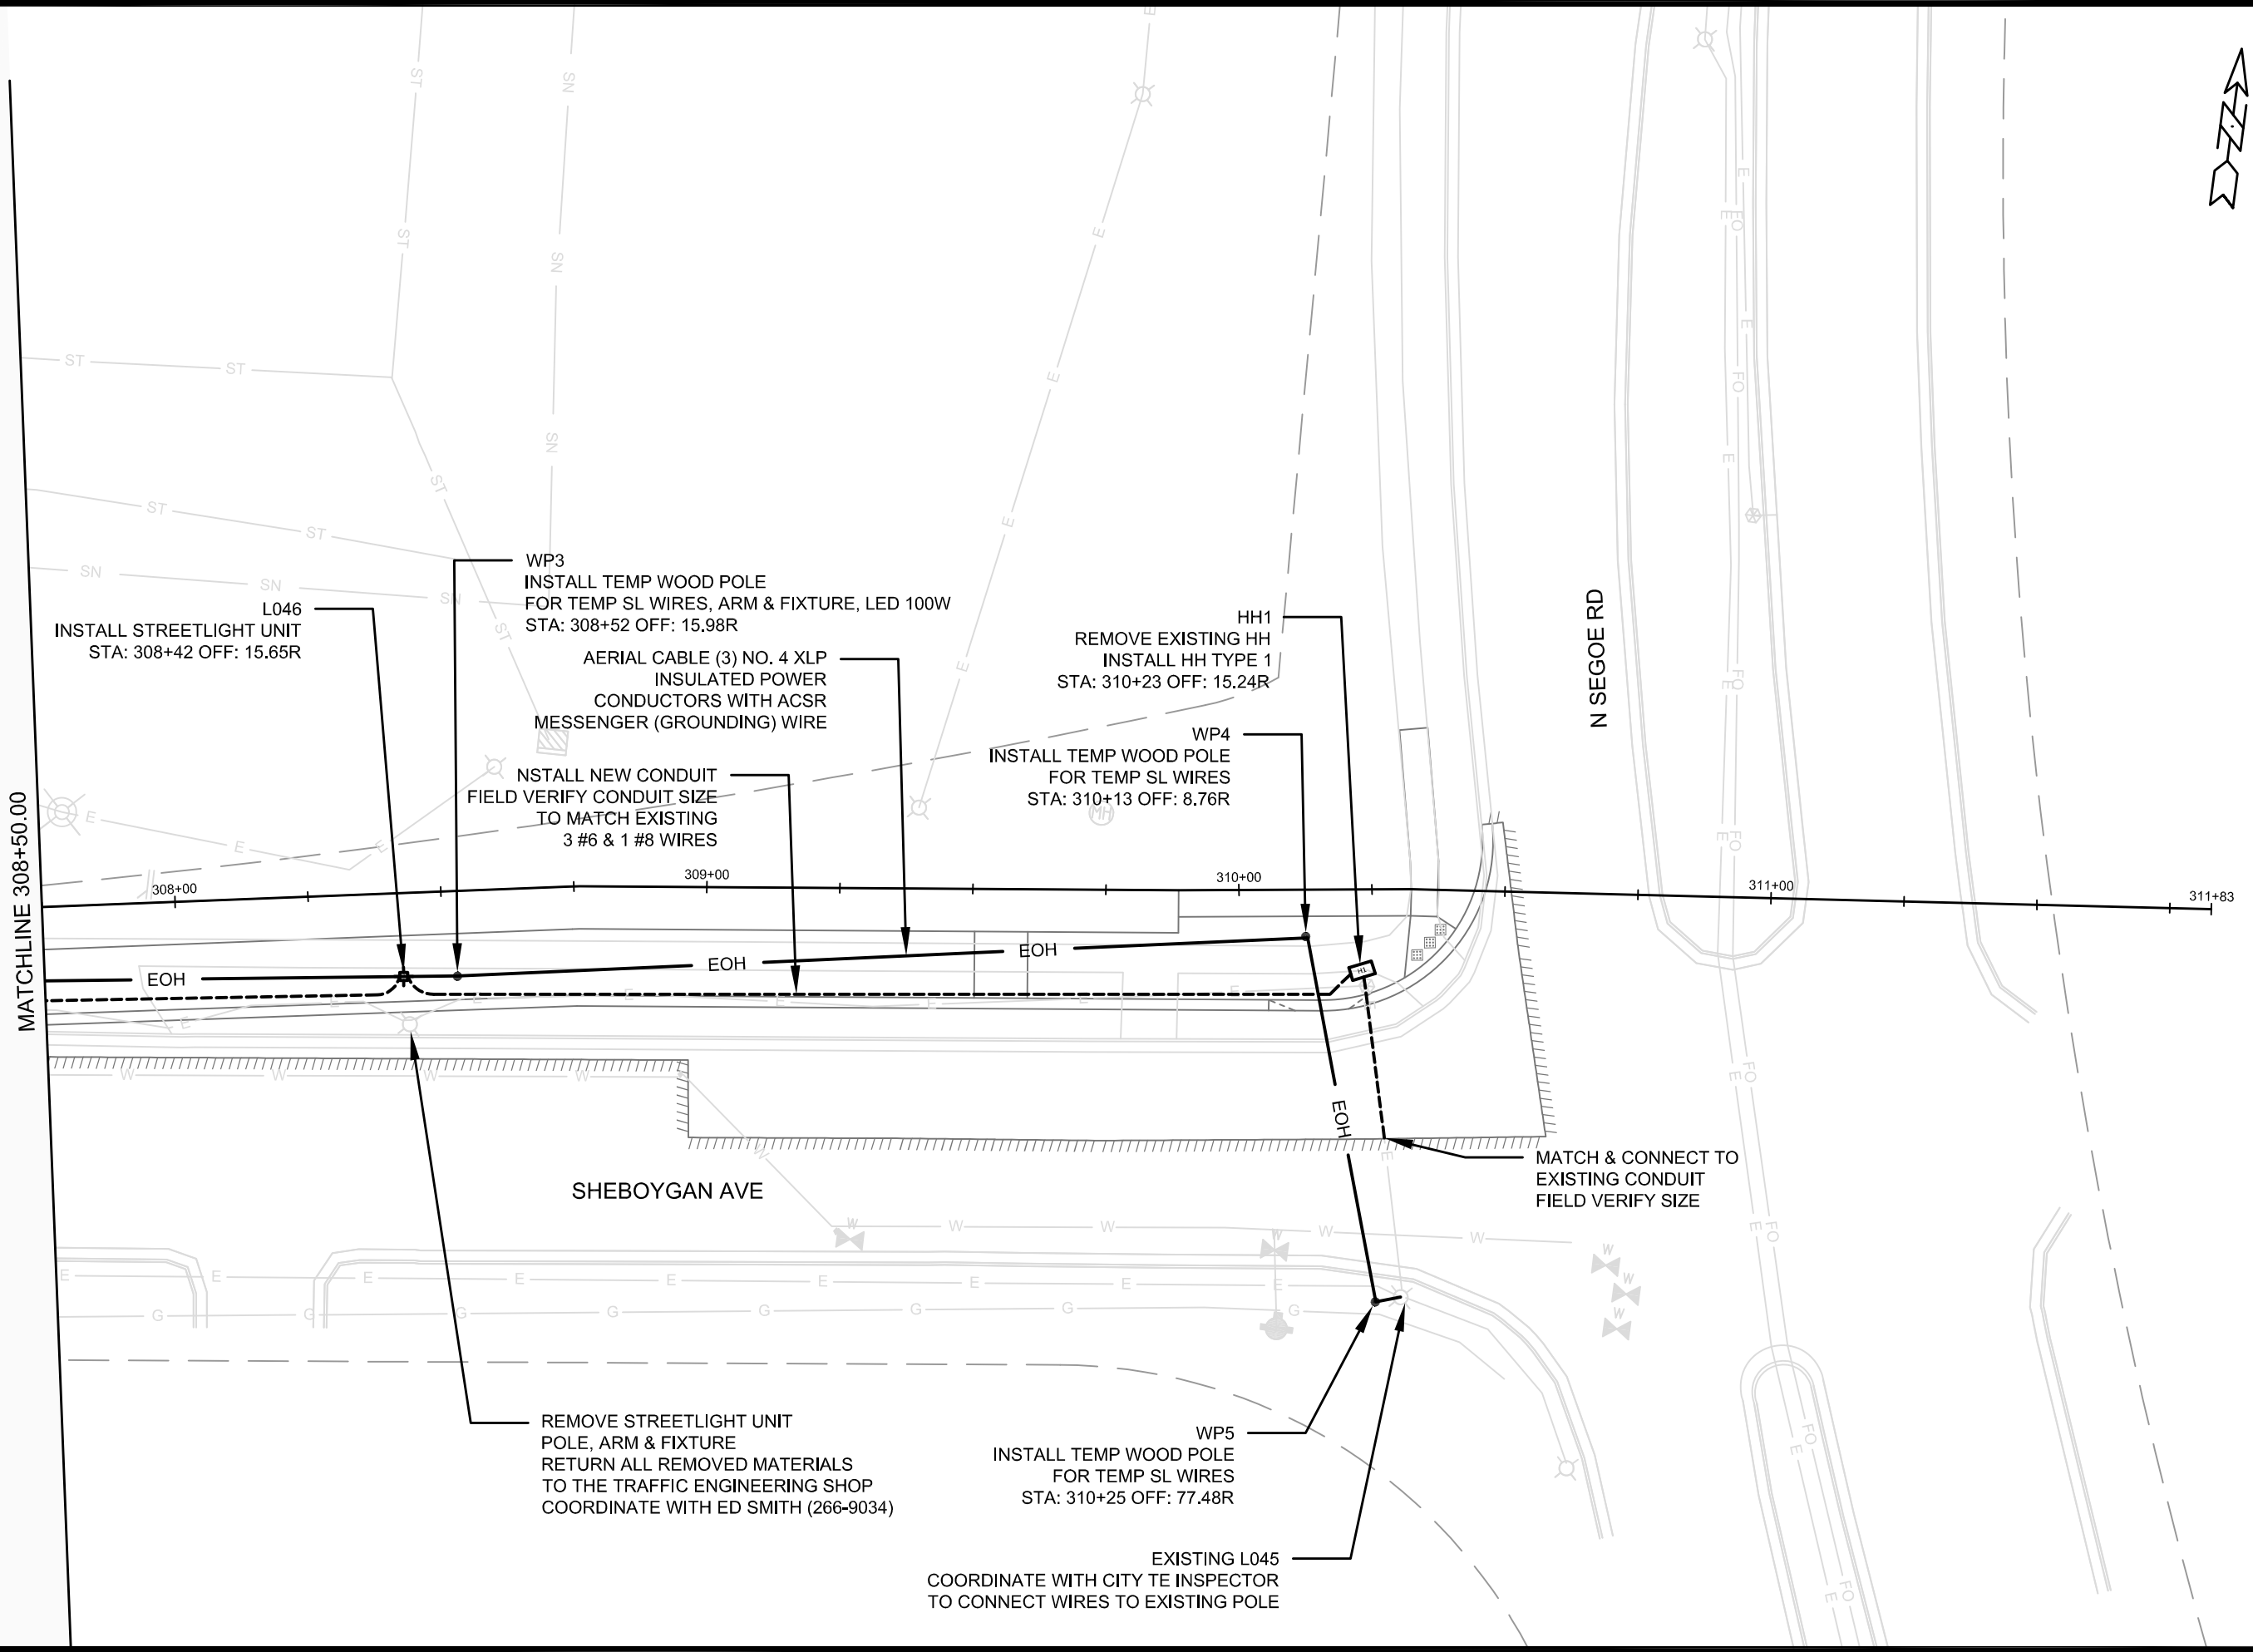 MATCHLINE 308+50.00
L046
INSTALL STREETLIGHT UNIT
STA: 308+42 OFF: 15.65R
WP3
INSTALL TEMP WOOD POLE
FOR TEMP SL WIRES, ARM & FIXTURE, LED 100W
STA: 308+52 OFF: 15.98R
AERIAL CABLE (3) NO. 4 XLP
INSULATED POWER
CONDUCTORS WITH ACSR
MESSENGER (GROUNDING) WIRE
NSTALL NEW CONDUIT
FIELD VERIFY CONDUIT SIZE
TO MATCH EXISTING
3 #6 & 1 #8 WIRES
HH1
REMOVE EXISTING HH
INSTALL HH TYPE 1
STA: 310+23 OFF: 15.24R
WP4
INSTALL TEMP WOOD POLE
FOR TEMP SL WIRES
STA: 310+13 OFF: 8.76R
N SEGOE RD
MH
308+00
309+00
310+00
311+00
311+83
EOH
EOH
EOH
H1
EOH
MATCH & CONNECT TO
EXISTING CONDUIT
FIELD VERIFY SIZE
SHEBOYGAN AVE
REMOVE STREETLIGHT UNIT
POLE, ARM & FIXTURE
RETURN ALL REMOVED MATERIALS
TO THE TRAFFIC ENGINEERING SHOP
COORDINATE WITH ED SMITH (266-9034)
WP5
INSTALL TEMP WOOD POLE
FOR TEMP SL WIRES
STA: 310+25 OFF: 77.48R
EXISTING L045
COORDINATE WITH CITY TE INSPECTOR
TO CONNECT WIRES TO EXISTING POLE